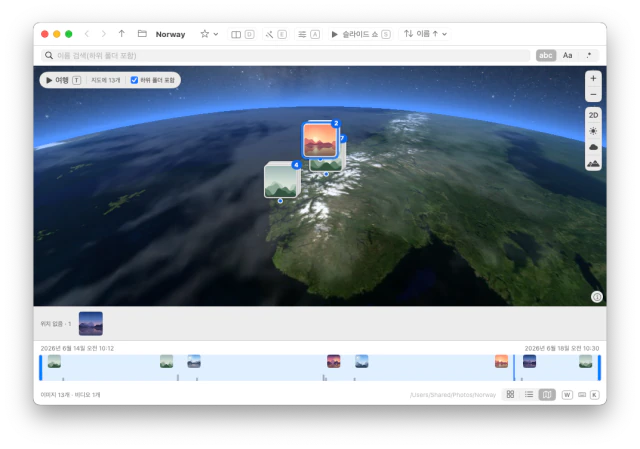 Norway D E A 슬라이드 쇼 S 이름
이름 검색(하위 폴더 포함) abc Aa .*
여행 T 지도에 13개 하위 폴더 포함
+
−
2D
2
7
4
위치 없음 · 1
2026년 6월 14일 오전 10:12 2026년 6월 18일 오전 10:30
이미지 13개 · 비디오 1개 /Users/Shared/Photos/Norway W K